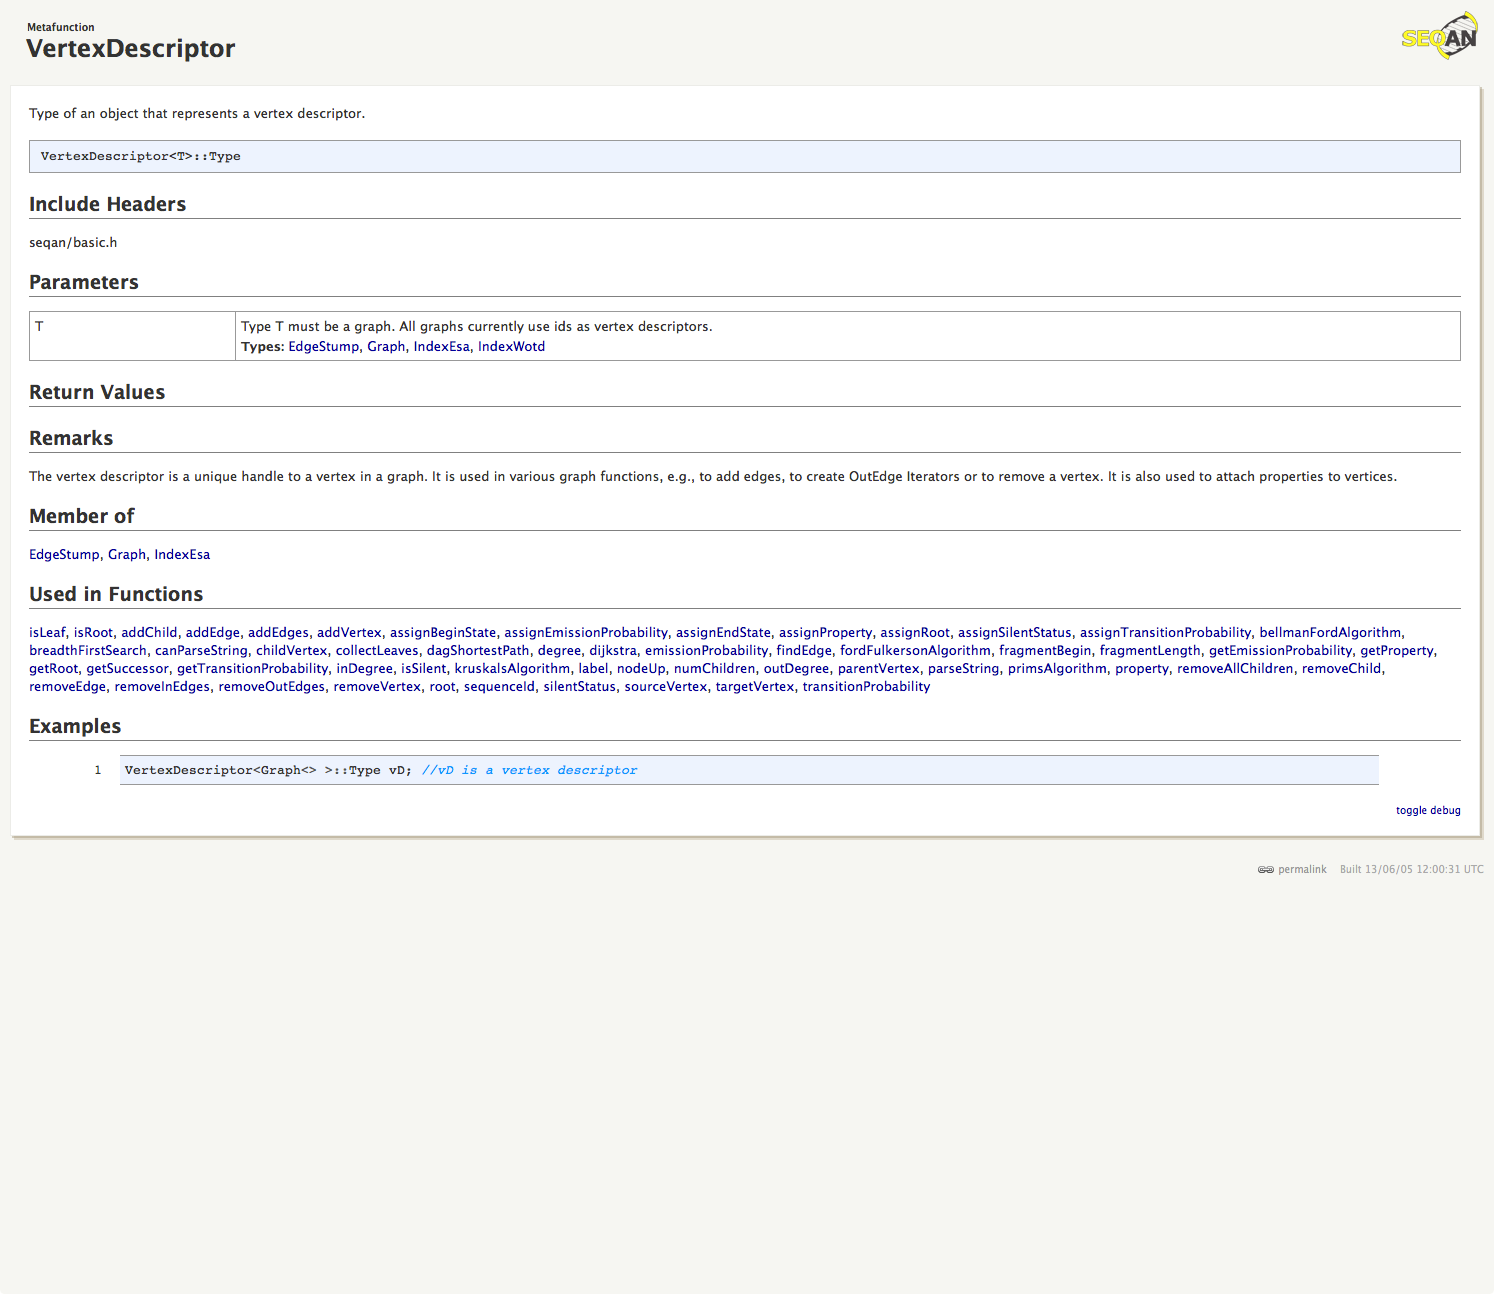 Metafunction
VertexDescriptor
SEQAN
Type of an object that represents a vertex descriptor.
VertexDescriptor<T>::Type
Include Headers
seqan/basic.h
Parameters
T
Type T must be a graph. All graphs currently use ids as vertex descriptors.
Types: EdgeStump, Graph, IndexEsa, IndexWotd
Return Values
Remarks
The vertex descriptor is a unique handle to a vertex in a graph. It is used in various graph functions, e.g., to add edges, to create OutEdge Iterators or to remove a vertex. It is also used to attach properties to vertices.
Member of
EdgeStump, Graph, IndexEsa
Used in Functions
isLeaf, isRoot, addChild, addEdge, addEdges, addVertex, assignBeginState, assignEmissionProbability, assignEndState, assignProperty, assignRoot, assignSilentStatus, assignTransitionProbability, bellmanFordAlgorithm,
breadthFirstSearch, canParseString, childVertex, collectLeaves, dagShortestPath, degree, dijkstra, emissionProbability, findEdge, fordFulkersonAlgorithm, fragmentBegin, fragmentLength, getEmissionProbability, getProperty,
getRoot, getSuccessor, getTransitionProbability, inDegree, isSilent, kruskalsAlgorithm, label, nodeUp, numChildren, outDegree, parentVertex, parseString, primsAlgorithm, property, removeAllChildren, removeChild,
removeEdge, removeInEdges, removeOutEdges, removeVertex, root, sequenceId, silentStatus, sourceVertex, targetVertex, transitionProbability
Examples
1 VertexDescriptor<Graph<> >::Type vD; //vD is a vertex descriptor
toggle debug
permalink Built 13/06/05 12:00:31 UTC